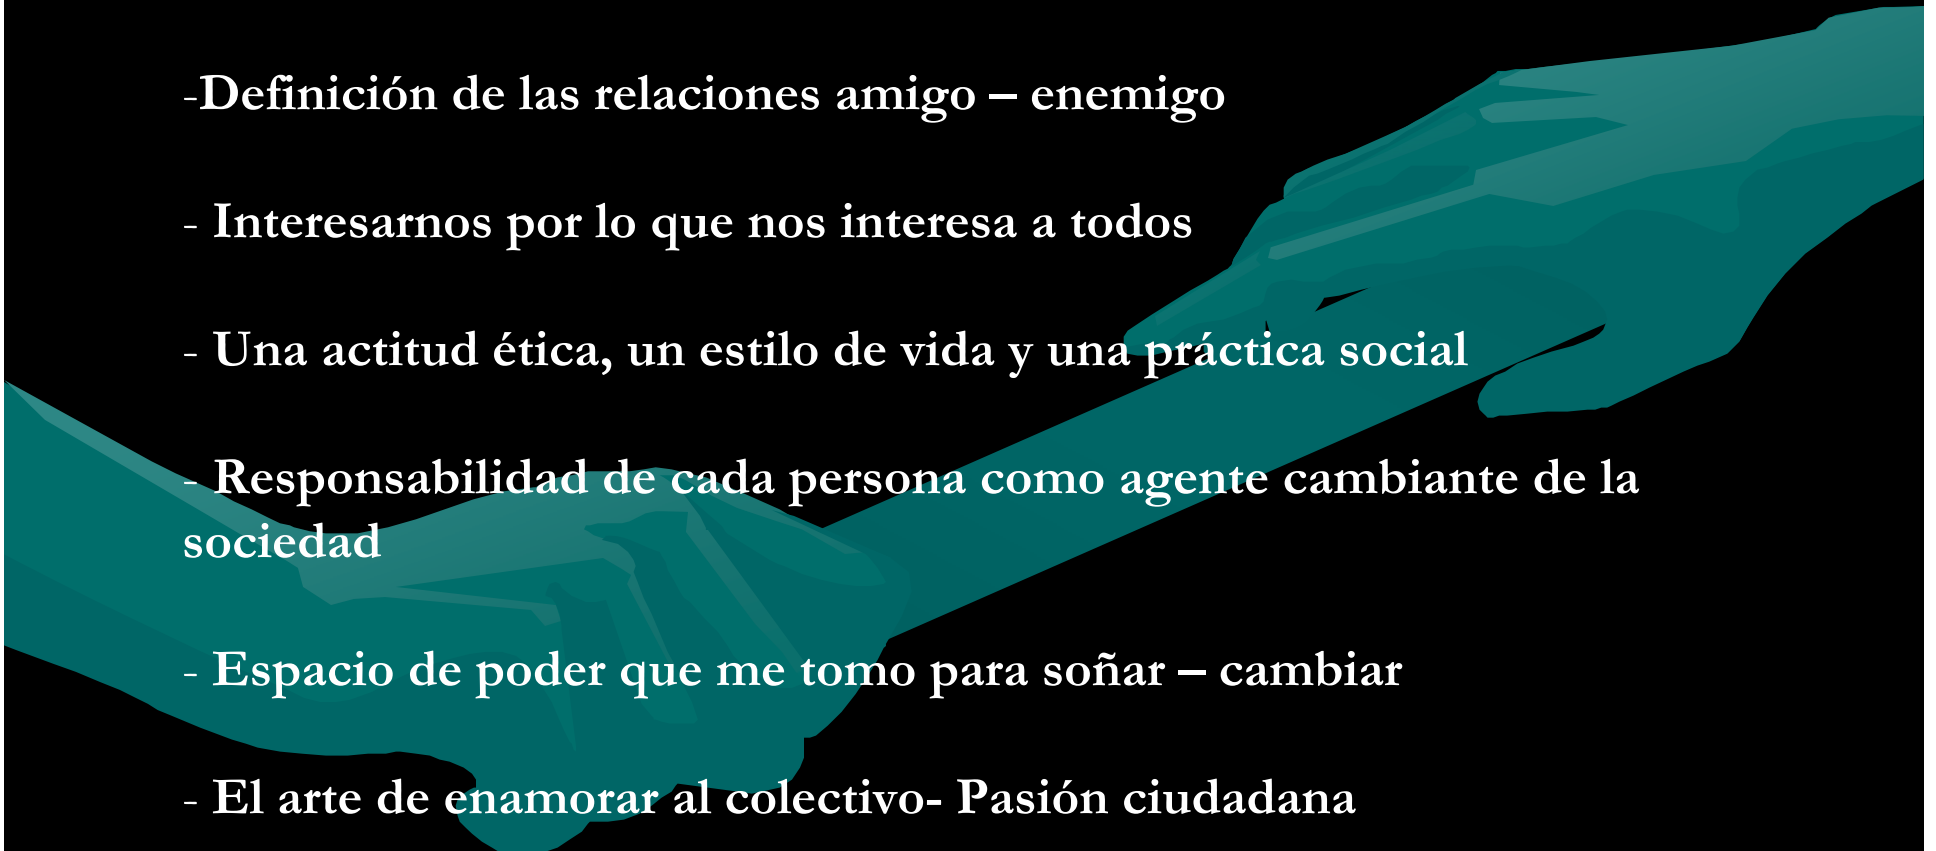 -Definición de las relaciones amigo – enemigo
- Interesarnos por lo que nos interesa a todos
- Una actitud ética, un estilo de vida y una práctica social
- Responsabilidad de cada persona como agente cambiante de la
sociedad
- Espacio de poder que me tomo para soñar – cambiar
- El arte de enamorar al colectivo- Pasión ciudadana